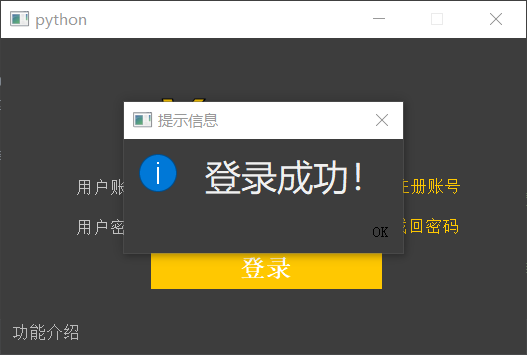 python
提示信息
登录成功！
用户账
注册账号
OK
用户密
找回密码
登录
功能介绍